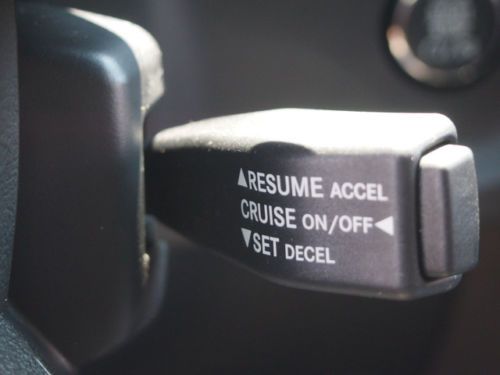 ▲RESUME ACCEL
CRUISE ON/OFF◀
▼SET DECEL